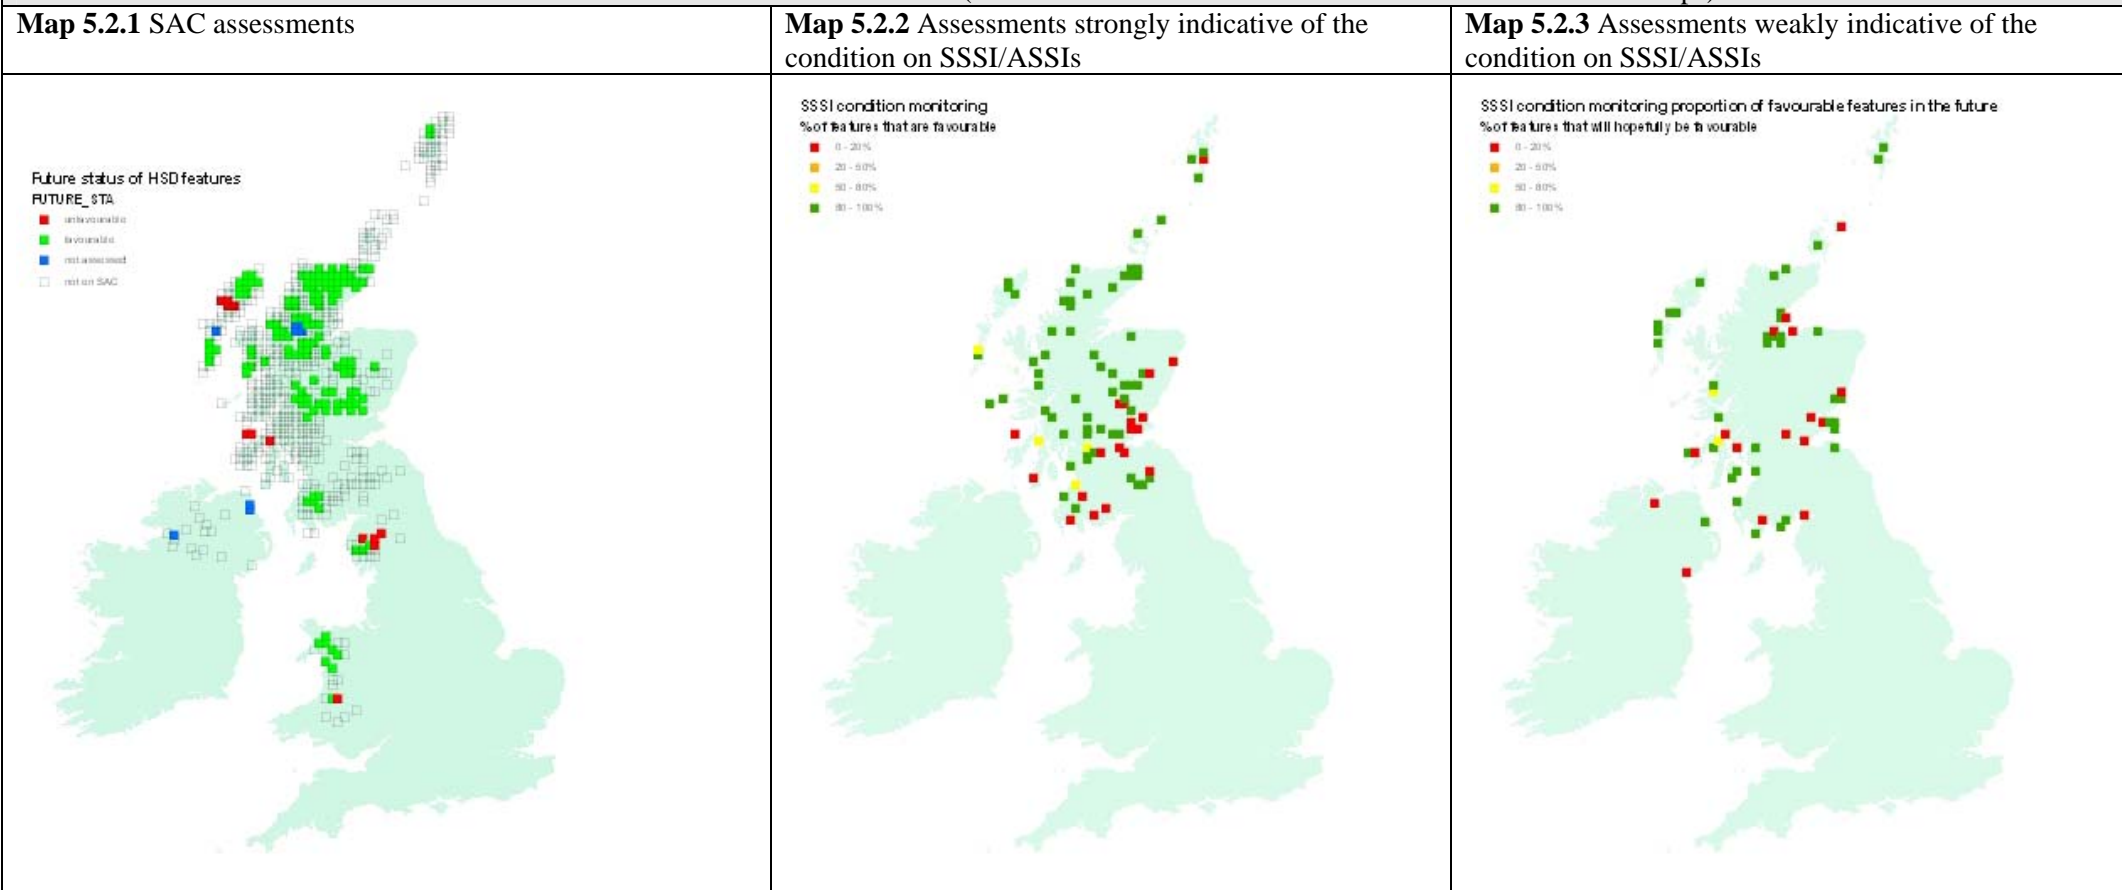 Map 5.2.1 SAC assessments
Map 5.2.2 Assessments strongly indicative of the
condition on SSSI/ASSIs
Map 5.2.3 Assessments weakly indicative of the
condition on SSSI/ASSIs
Future status of HSD features
FUTURE_STA
unfavourable
favourable
not assessed
not on SAC
SSSI condition monitoring
% of features that are favourable
0 - 20%
20 - 50%
50 - 80%
80 - 100%
SSSI condition monitoring proportion of favourable features in the future
% of features that will hopefully be favourable
0 - 20%
20 - 50%
50 - 80%
80 - 100%